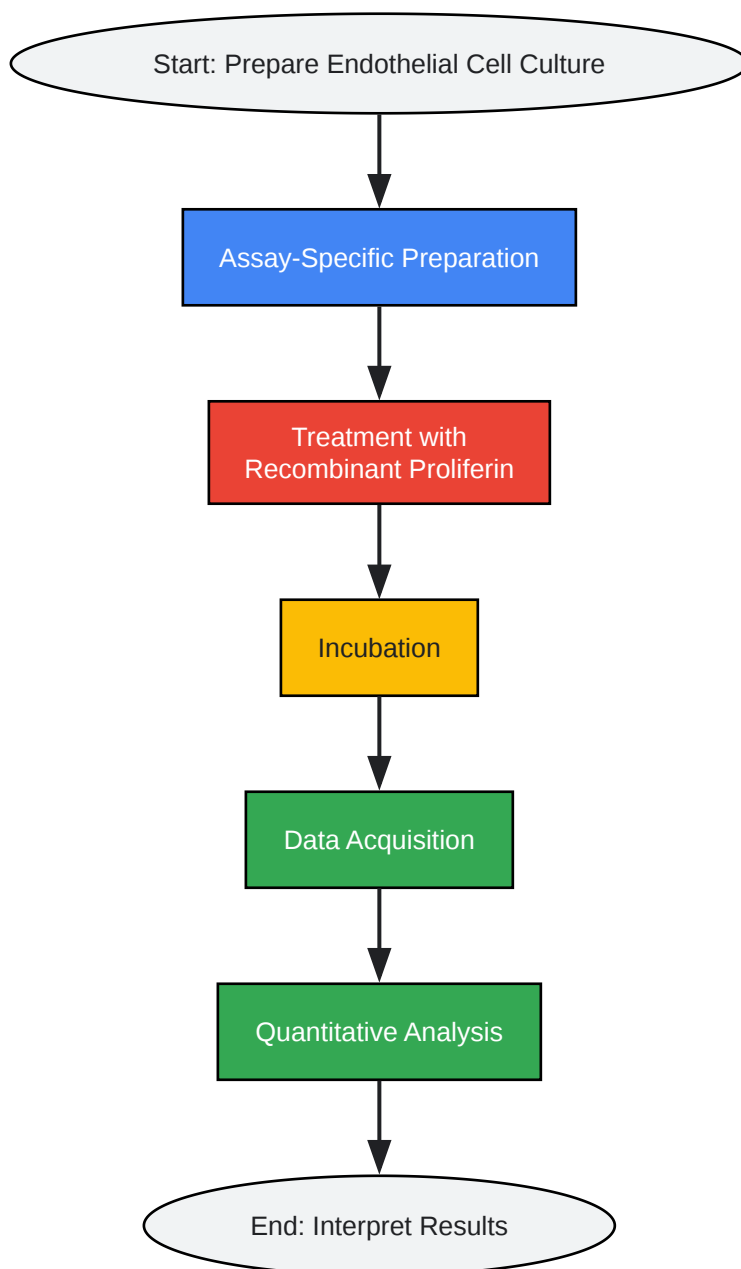 Start: Prepare Endothelial Cell Culture
Assay-Specific Preparation
Treatment with
Recombinant Proliferin
Incubation
Data Acquisition
Quantitative Analysis
End: Interpret Results